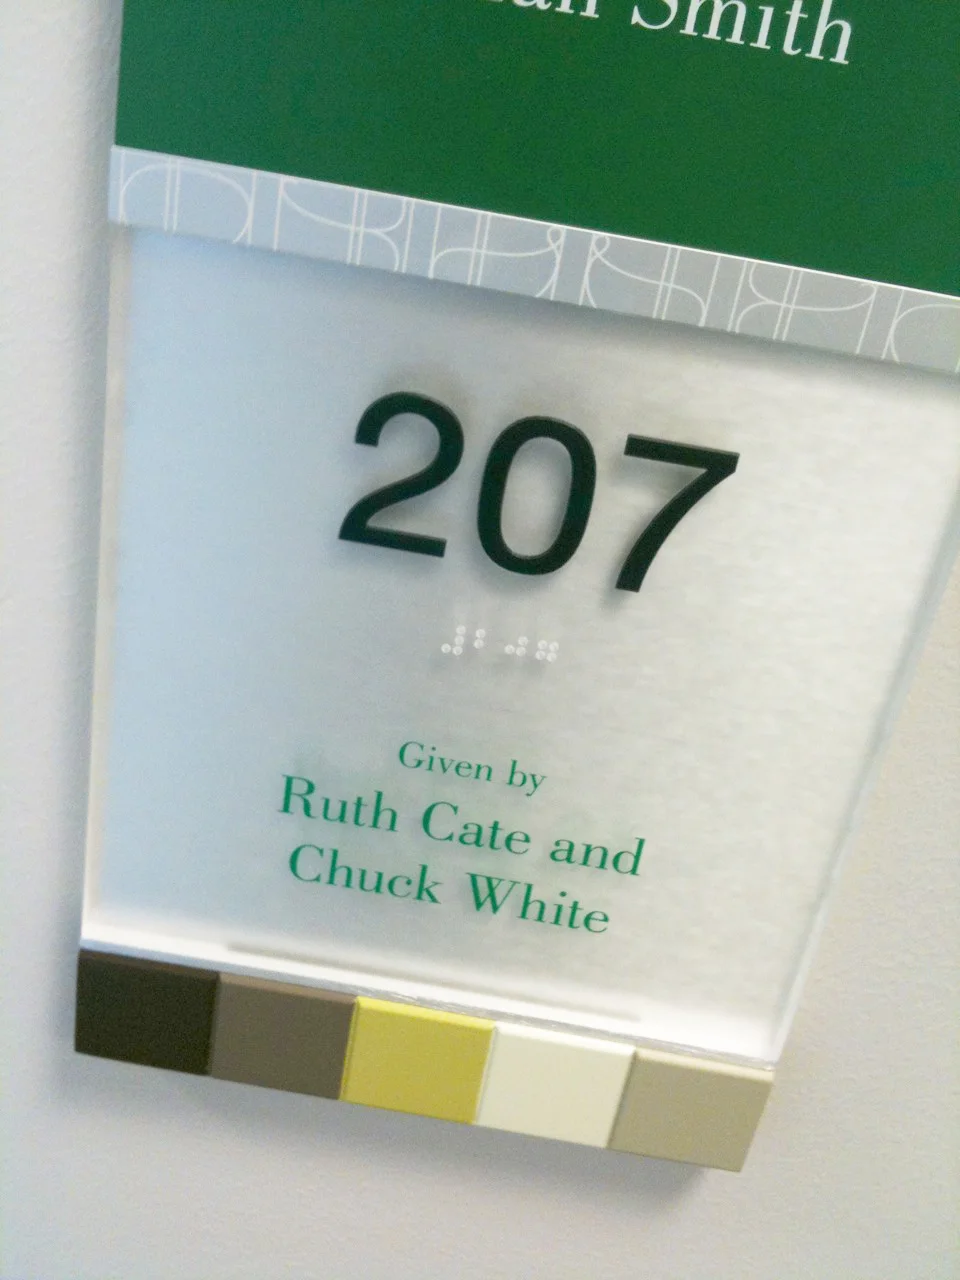 Smith
207
⠼⠃⠚⠛
Given by
Ruth Cate and
Chuck White